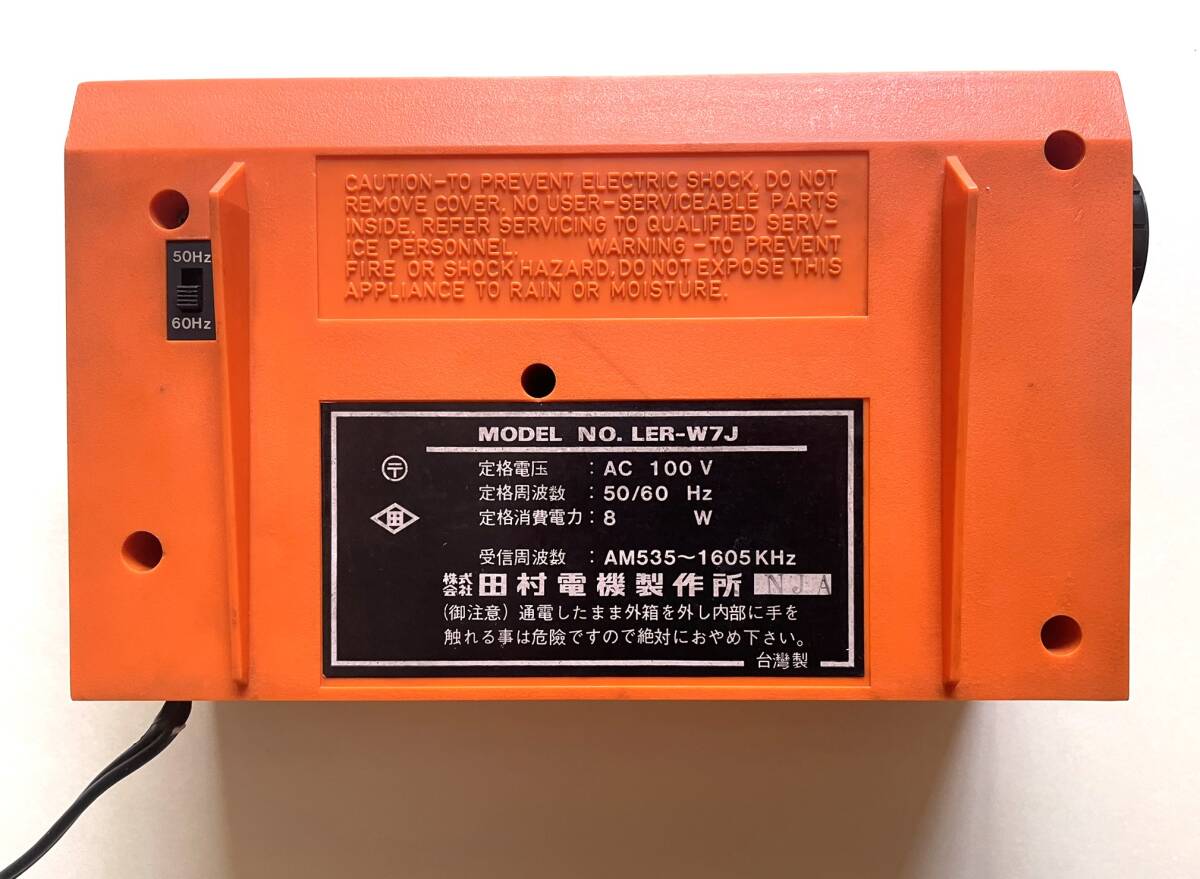 CAUTION-TO PREVENT ELECTRIC SHOCK, DO NOT
REMOVE COVER. NO USER-SERVICEABLE PARTS
INSIDE. REFER SERVICING TO QUALIFIED SERV-
ICE PERSONNEL. WARNING-TO PREVENT
FIRE OR SHOCK HAZARD, DO NOT EXPOSE THIS
APPLIANCE TO RAIN OR MOISTURE.
50Hz
60Hz
MODEL NO. LER-W7J
〒
定格電圧 : AC 100 V
定格周波数 : 50/60 Hz
田
定格消費電力 : 8 W
受信周波数 : AM535~1605KHz
株式会社 田村電機製作所 NJA
(御注意) 通電したまま外箱を外し内部に手を
触れる事は危険ですので絶対におやめ下さい。
台灣製